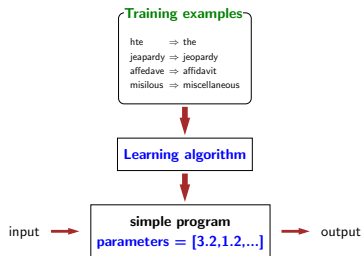 Training examples
hte ⇒ the
jeapardy ⇒ jeopardy
affedave ⇒ affidavit
misilous ⇒ miscellaneous
Learning algorithm
simple program
input
parameters = [3.2,1.2,...]
output